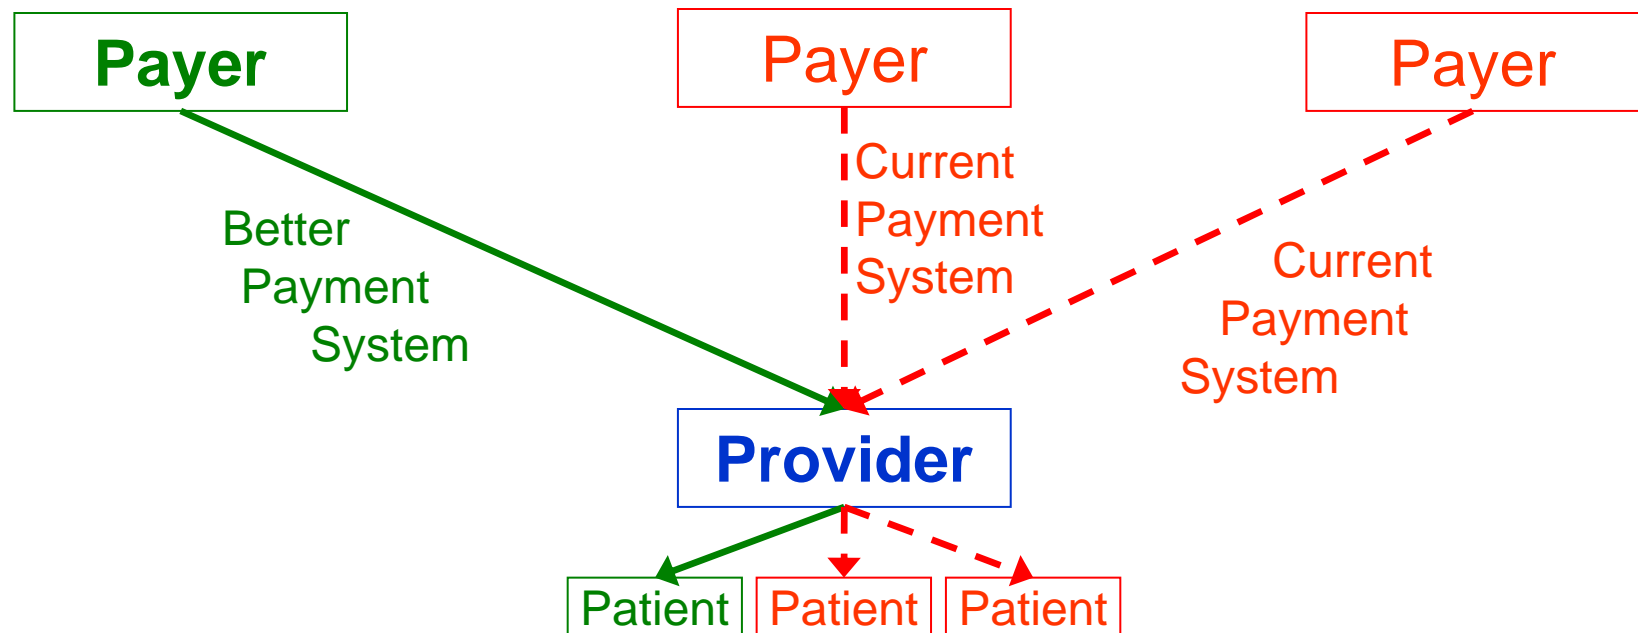 Payer
Payer
Payer
Better
Payment
System
Current
Payment
System
Current
Payment
System
Provider
Patient
Patient
Patient